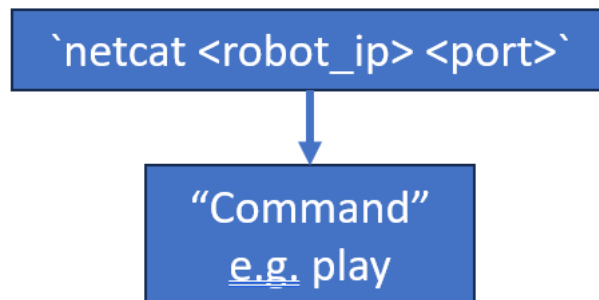 `netcat <robot_ip> <port>`
“Command”
e.g. play